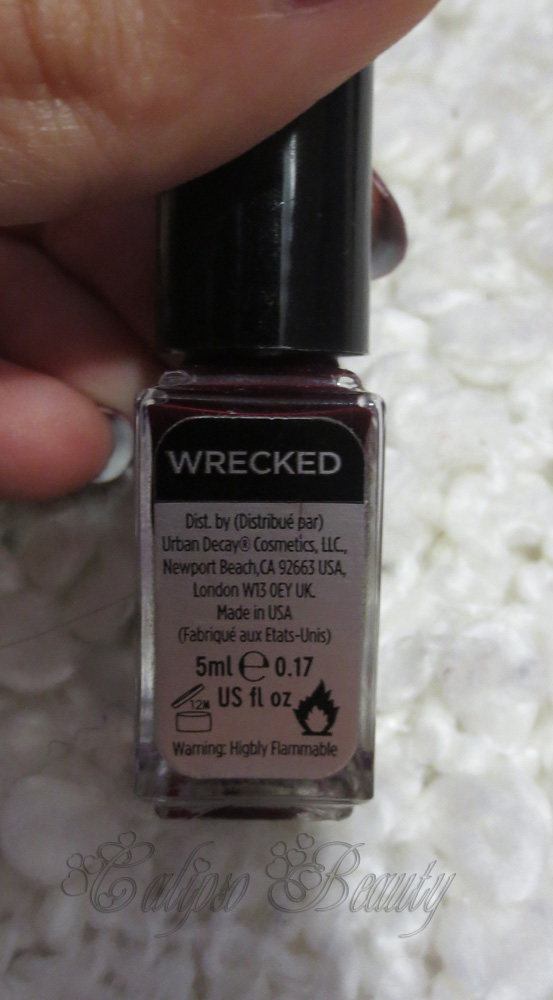 WRECKED
Dist. by (Distribué par)
Urban Decay® Cosmetics, LLC.,
Newport Beach,CA 92663 USA,
London W13 0EY UK.
Made in USA
(Fabriqué aux Etats-Unis)
5ml ℮ 0.17
US fl oz
12M
Warning: Highly Flammable
Calipso Beauty